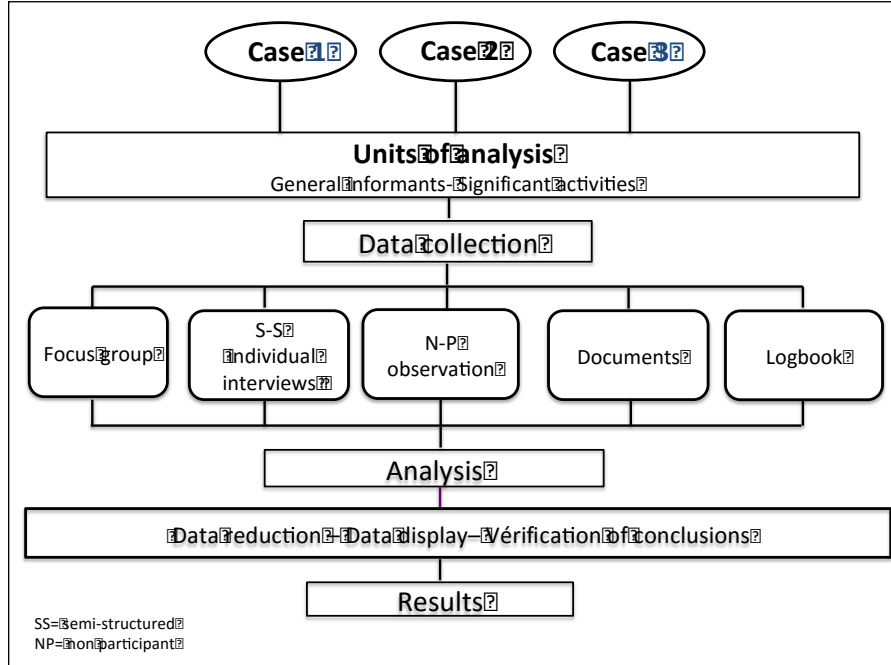 Case 1
Case 2
Case 3
Units of analysis
General informants- Significant activities
Data collection
Focus group
S-S
individual
interviews
N-P
observation
Documents
Logbook
Analysis
Data reduction – Data display– Vérification of conclusions
Results
SS= semi-structured
NP= non participant